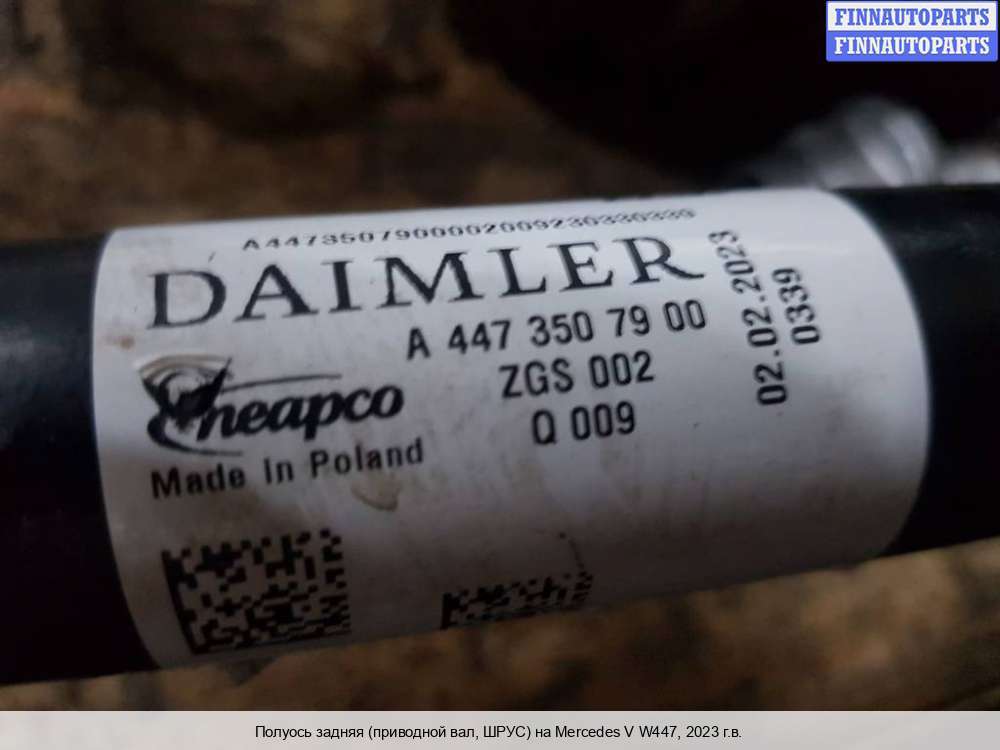 FINNAUTOPARTS
FINNAUTOPARTS
A4473507900002009230330339
DAIMLER
A 447 350 79 00
ZGS 002
Q 009
02.02.2023
0339
neapco
Made in Poland
Полуось задняя (приводной вал, ШРУС) на Mercedes V W447, 2023 г.в.